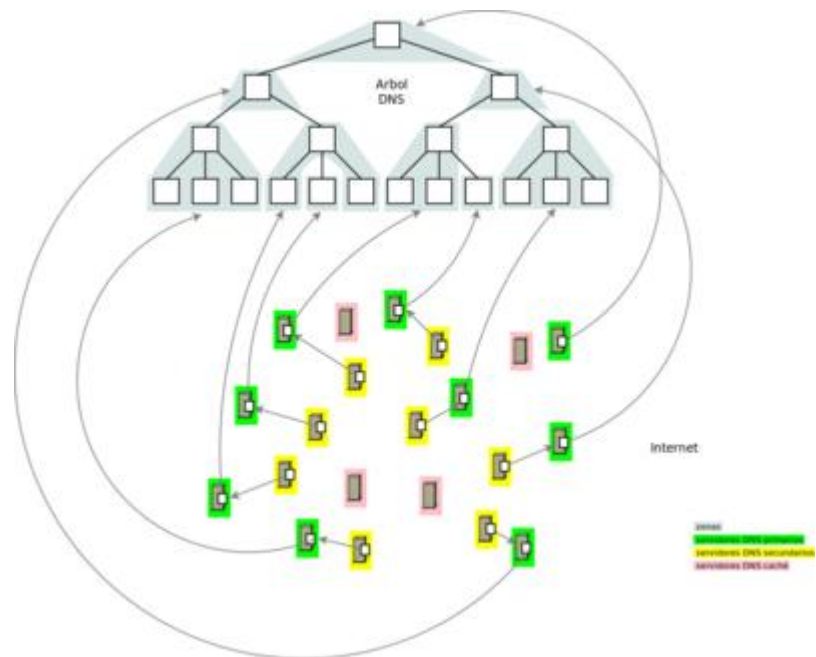 Arbol
DNS
Internet
zonas
servidores DNS primarios
servidores DNS secundarios
servidores DNS caché